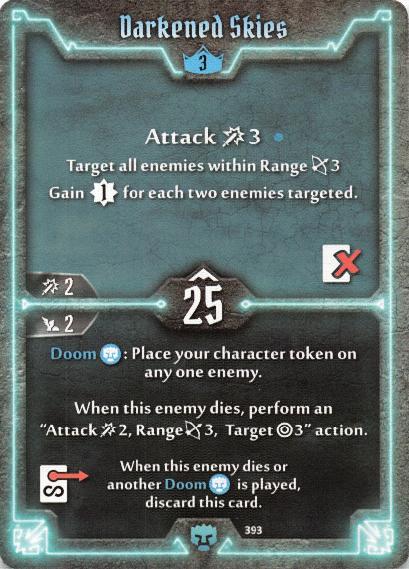 Darkened Skies
3
Attack 3
Target all enemies within Range 3
Gain 1 for each two enemies targeted.
2
25
2
Doom : Place your character token on
any one enemy.
When this enemy dies, perform an
“Attack 2, Range 3, Target 3” action.
S
When this enemy dies or
another Doom is played,
discard this card.
393